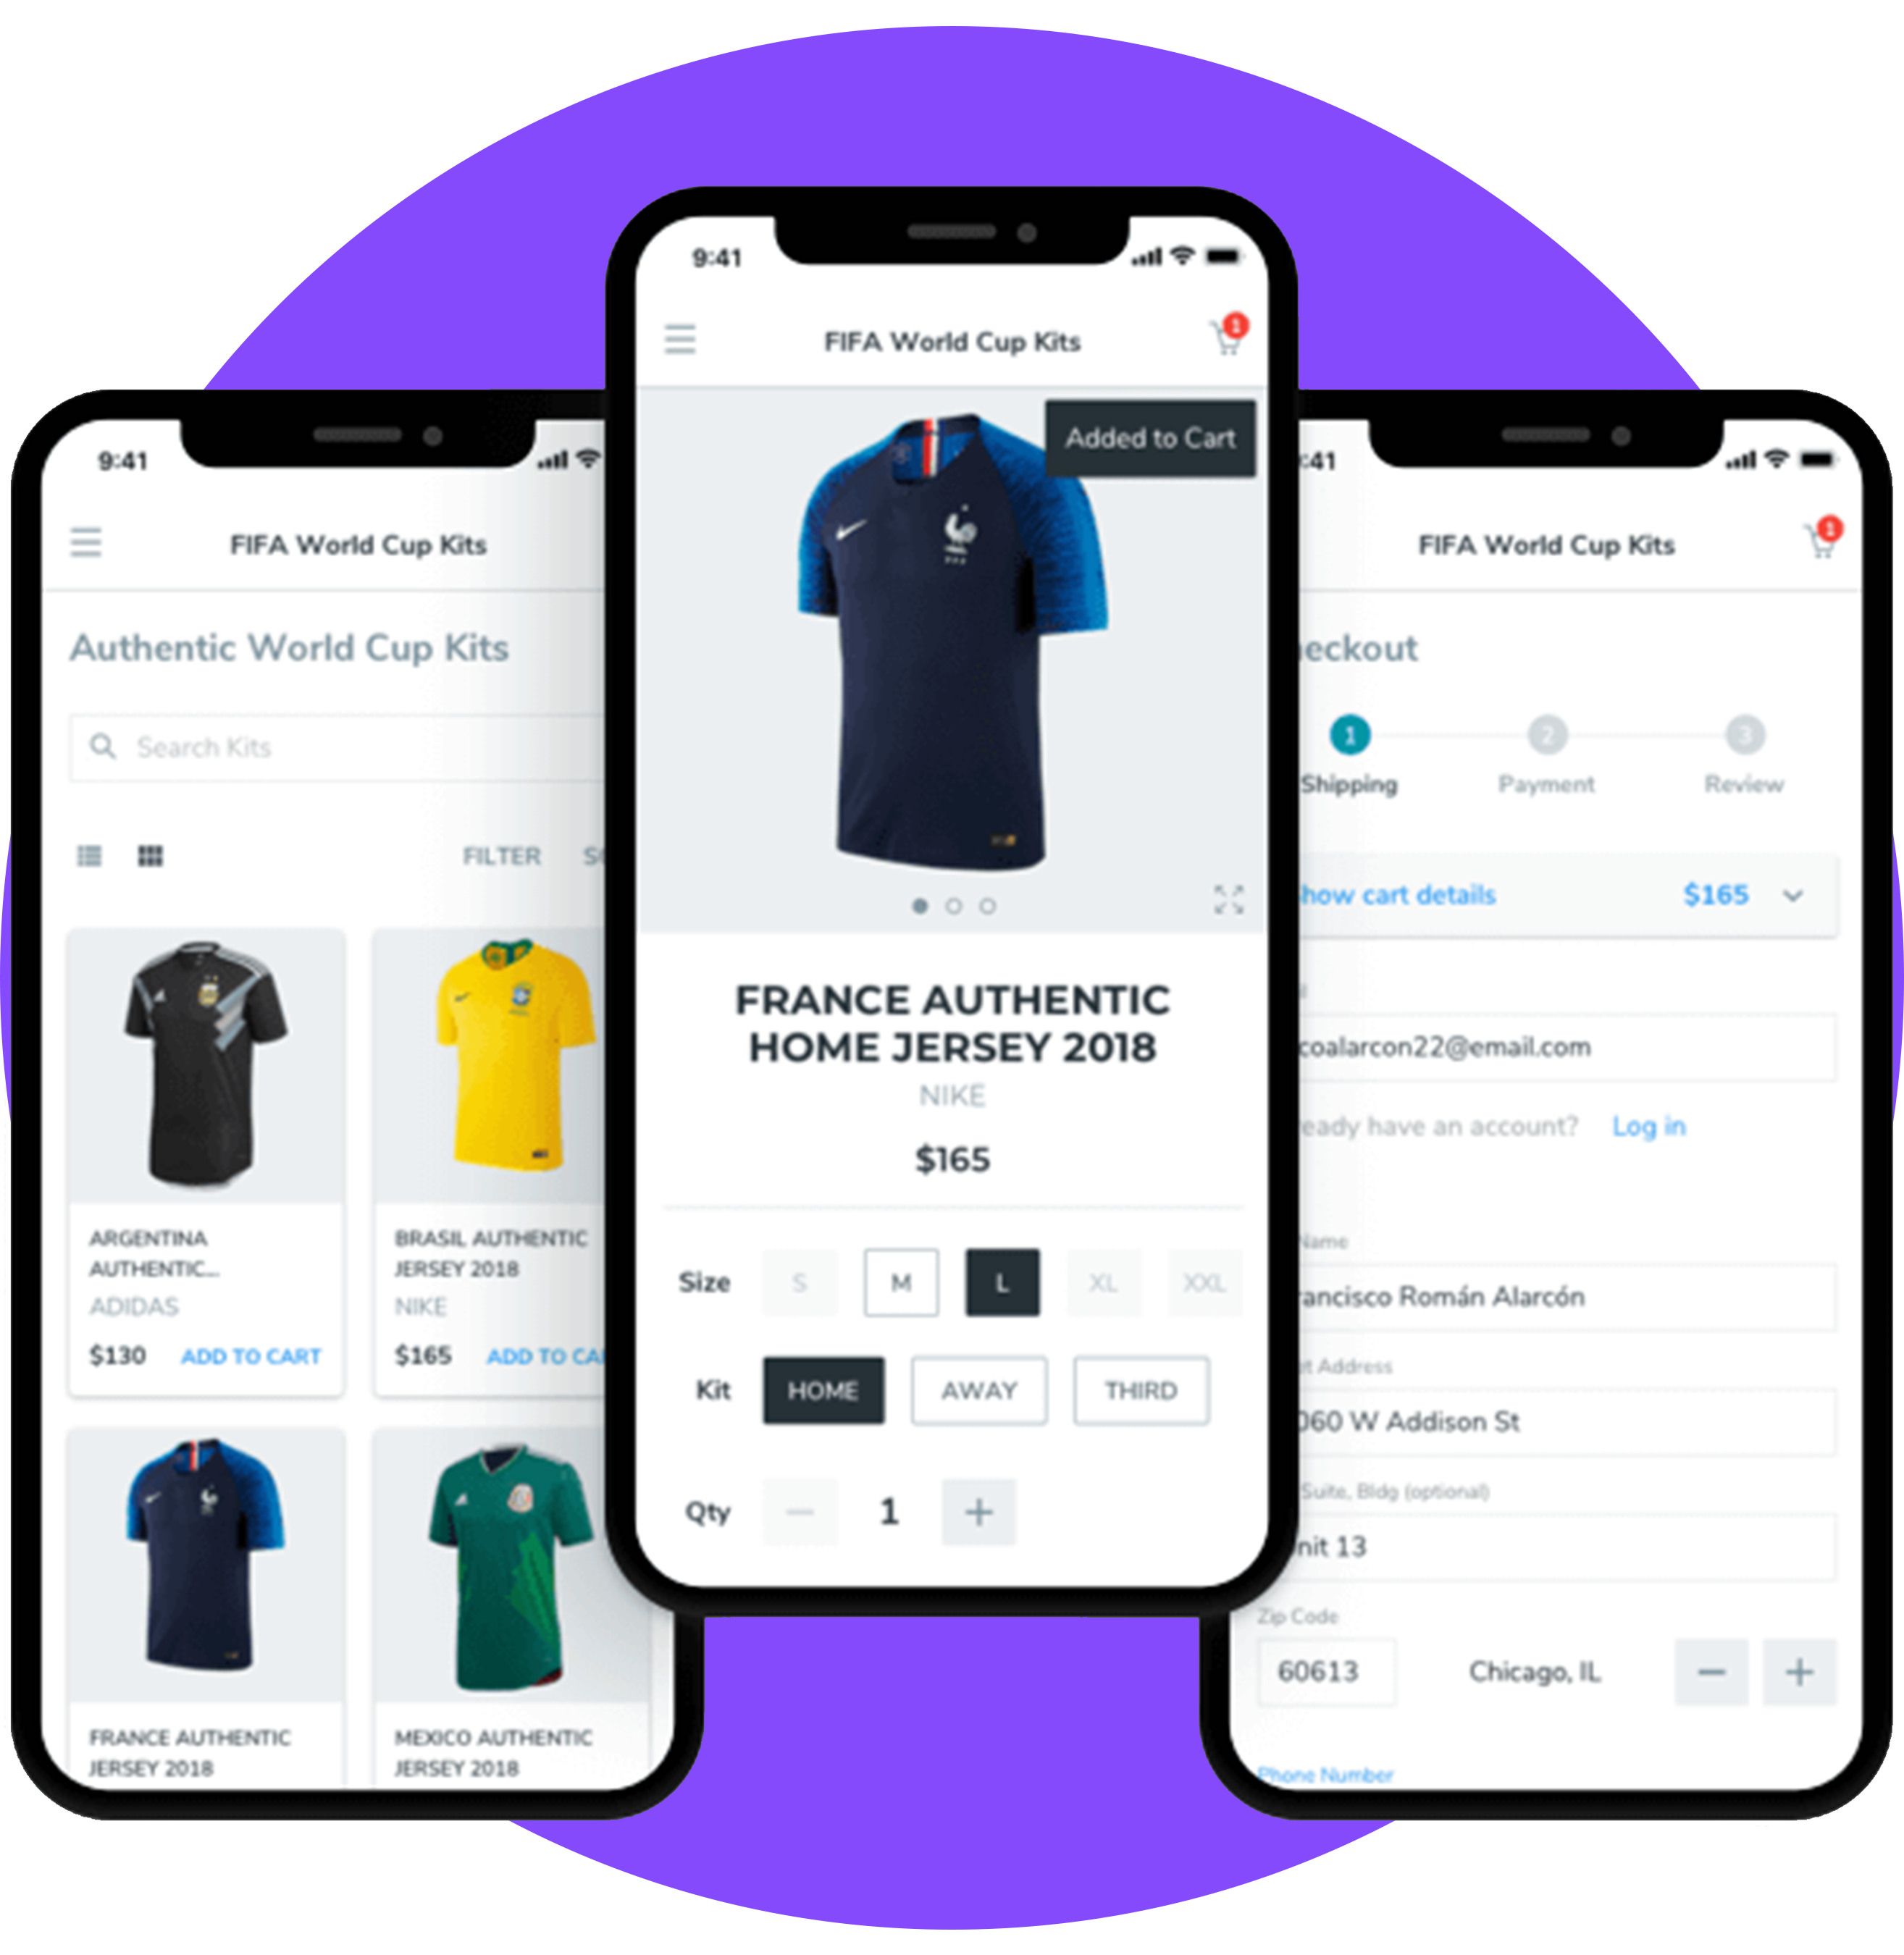 9:41
FIFA World Cup Kits
Authentic World Cup Kits
Search Kits
FILTER
ARGENTINA
AUTHENTIC...
ADIDAS
$130 ADD TO CART
BRASIL AUTHENTIC
JERSEY 2018
NIKE
$165 ADD TO
FRANCE AUTHENTIC
JERSEY 2018
MEXICO AUTHENTIC
JERSEY 2018
9:41
FIFA World Cup Kits
1
Added to Cart
FRANCE AUTHENTIC
HOME JERSEY 2018
NIKE
$165
Size S M L XL XXL
Kit HOME AWAY THIRD
Qty 1
:41
FIFA World Cup Kits
1
eckout
1 2 3
Shipping Payment Review
how cart details $165
coalarcon22@email.com
eady have an account? Log in
Name
rancisco Román Alarcón
Address
060 W Addison St
Suite, Bldg (optional)
nit 13
Zip Code
60613 Chicago, IL
Phone Number